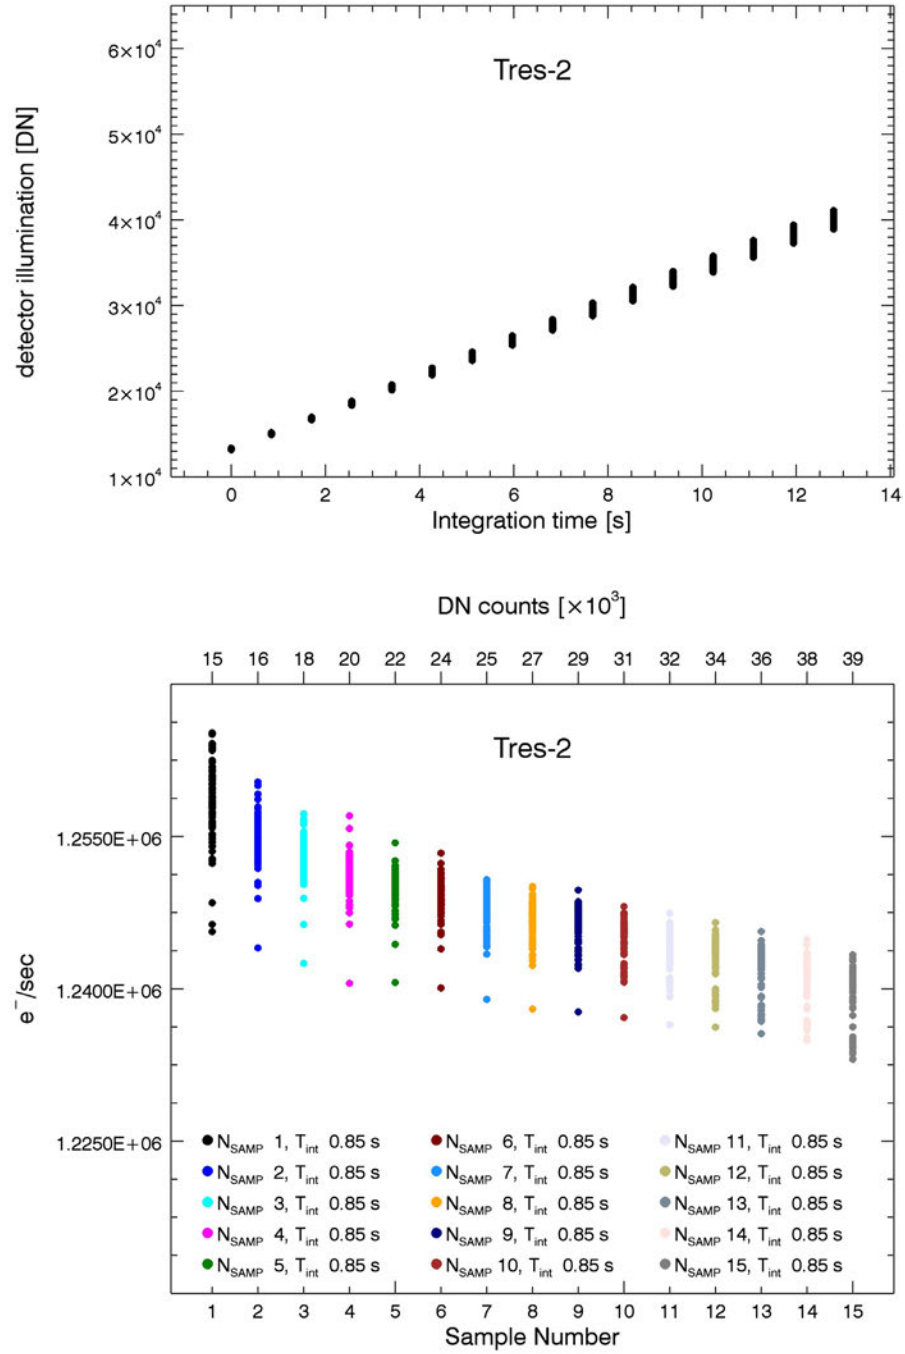 6×10⁴
Tres-2
5×10⁴
4×10⁴
3×10⁴
2×10⁴
1×10⁴
detector illumination [DN]
0 2 4 6 8 10 12 14
Integration time [s]
DN counts [×10³]
15 16 18 20 22 24 25 27 29 31 32 34 36 38 39
Tres-2
1.2550E+06
1.2400E+06
1.2250E+06
e⁻/sec
N_SAMP 1, T_int 0.85 s N_SAMP 6, T_int 0.85 s N_SAMP 11, T_int 0.85 s
N_SAMP 2, T_int 0.85 s N_SAMP 7, T_int 0.85 s N_SAMP 12, T_int 0.85 s
N_SAMP 3, T_int 0.85 s N_SAMP 8, T_int 0.85 s N_SAMP 13, T_int 0.85 s
N_SAMP 4, T_int 0.85 s N_SAMP 9, T_int 0.85 s N_SAMP 14, T_int 0.85 s
N_SAMP 5, T_int 0.85 s N_SAMP 10, T_int 0.85 s N_SAMP 15, T_int 0.85 s
1 2 3 4 5 6 7 8 9 10 11 12 13 14 15
Sample Number